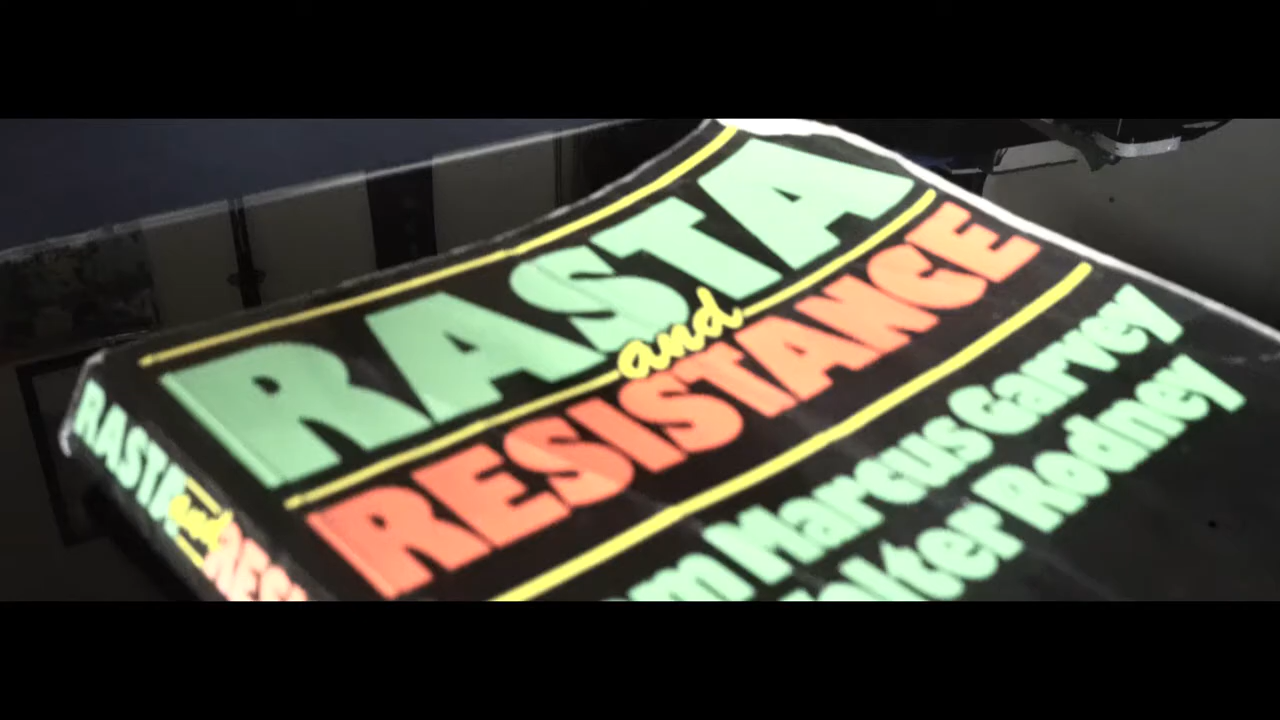 RASTA
and
RESISTANCE
Marcus Garvey
Rodney
RASTA and